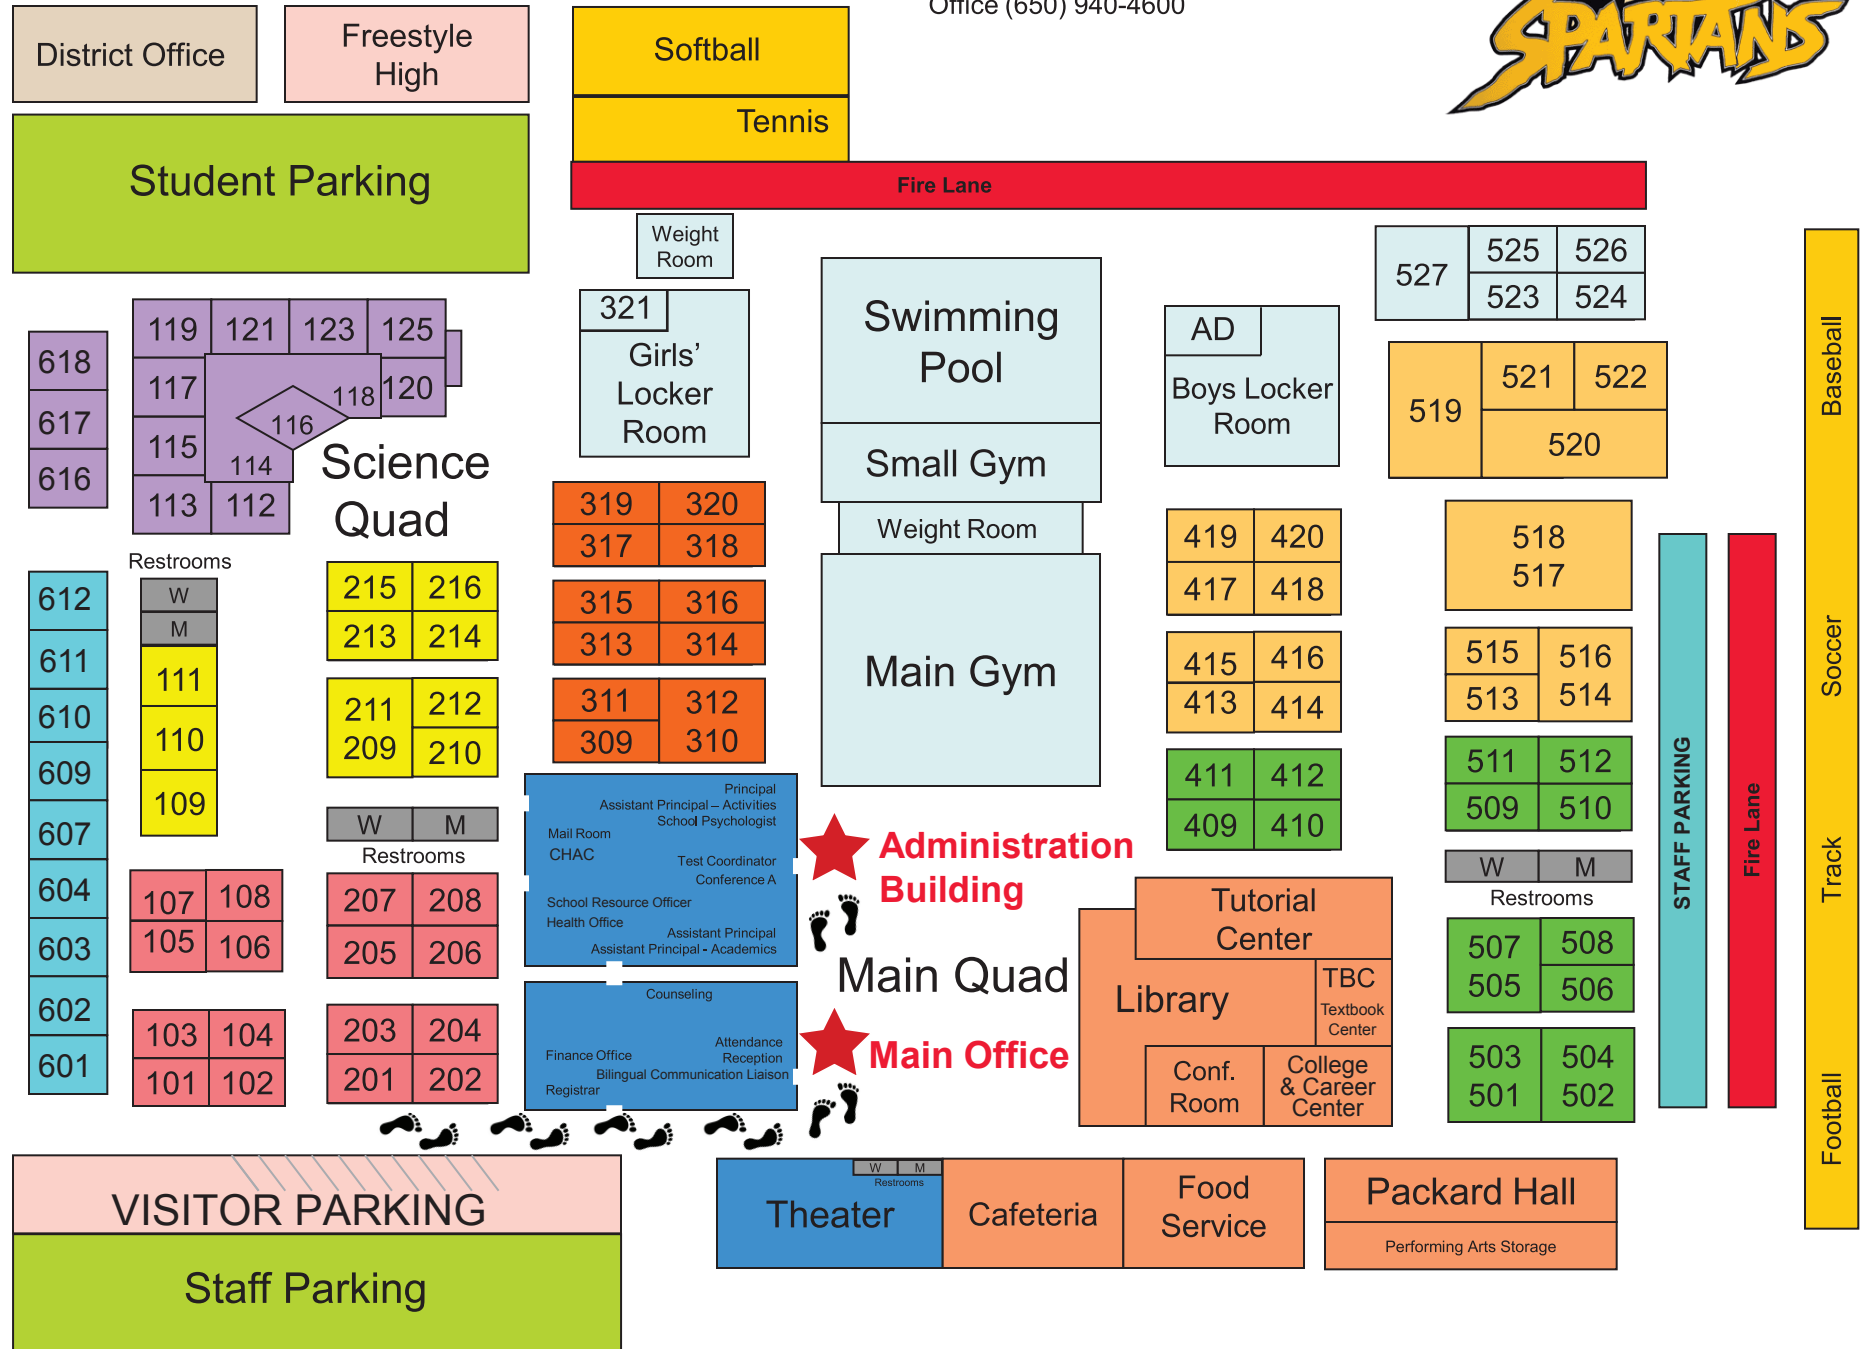 Office (650) 940-4600
SPARTANS
District Office
Freestyle
High
Softball
Tennis
Student Parking
Fire Lane
Weight
Room
321
Girls’
Locker
Room
Swimming
Pool
Small Gym
Weight Room
Main Gym
AD
Boys Locker
Room
527
525
526
523
524
519
521
522
520
518
517
618
617
616
119
121
123
125
117
118
120
116
115
114
113
112
Science
Quad
319
320
317
318
315
316
313
314
311
312
309
310
419
420
417
418
415
416
413
414
411
412
409
410
515
516
513
514
511
512
509
510
W
M
Restrooms
507
508
505
506
503
504
501
502
Restrooms
W
M
111
110
109
612
611
610
609
607
604
603
602
601
215
216
213
214
211
212
209
210
W
M
Restrooms
107
108
105
106
103
104
101
102
207
208
205
206
203
204
201
202
Principal
Assistant Principal – Activities
School Psychologist
Mail Room
CHAC
Test Coordinator
Conference A
School Resource Officer
Health Office
Assistant Principal
Assistant Principal - Academics
Counseling
Attendance
Finance Office
Reception
Bilingual Communication Liaison
Registrar
Administration
Building
Main Quad
Main Office
Tutorial
Center
Library
TBC
Textbook
Center
Conf.
Room
College
& Career
Center
STAFF PARKING
Fire Lane
Baseball
Soccer
Track
Football
VISITOR PARKING
Staff Parking
W
M
Restrooms
Theater
Cafeteria
Food
Service
Packard Hall
Performing Arts Storage